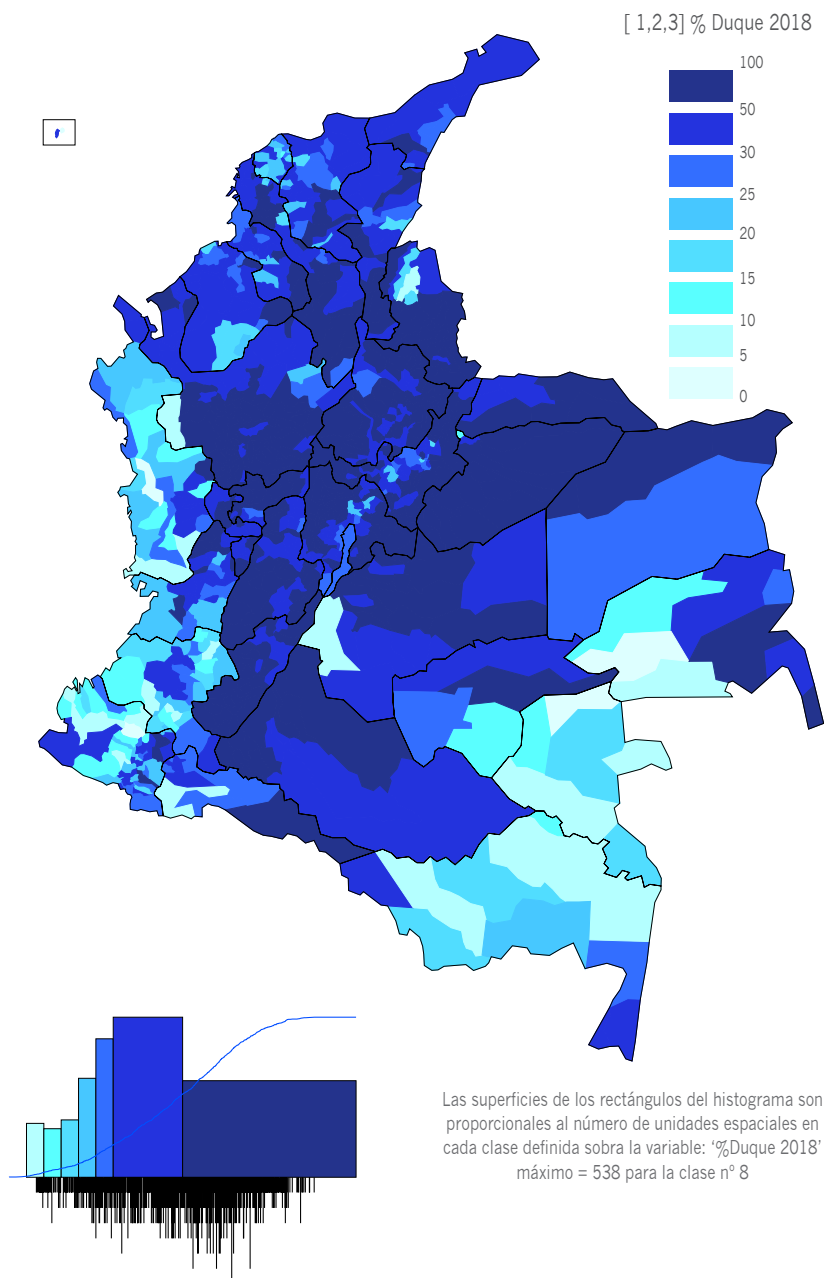 [ 1,2,3] % Duque 2018
100
50
30
25
20
15
10
5
0
Las superficies de los rectángulos del histograma son
proporcionales al número de unidades espaciales en
cada clase definida sobra la variable: ‘%Duque 2018’
máximo = 538 para la clase nº 8